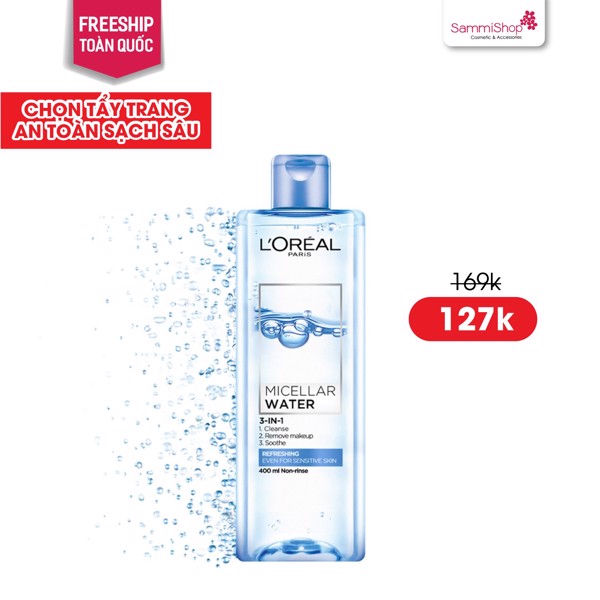 FREESHIP
TOÀN QUỐC
SammiShop
Cosmetic & Accessories
CHỌN TẨY TRANG
AN TOÀN SẠCH SÂU
L'ORÉAL
PARIS
169k
127k
MICELLAR
WATER
3-IN-1
1. Cleanse
2. Remove makeup
3. Soothe
REFRESHING
EVEN FOR SENSITIVE SKIN
400 ml Non-rinse